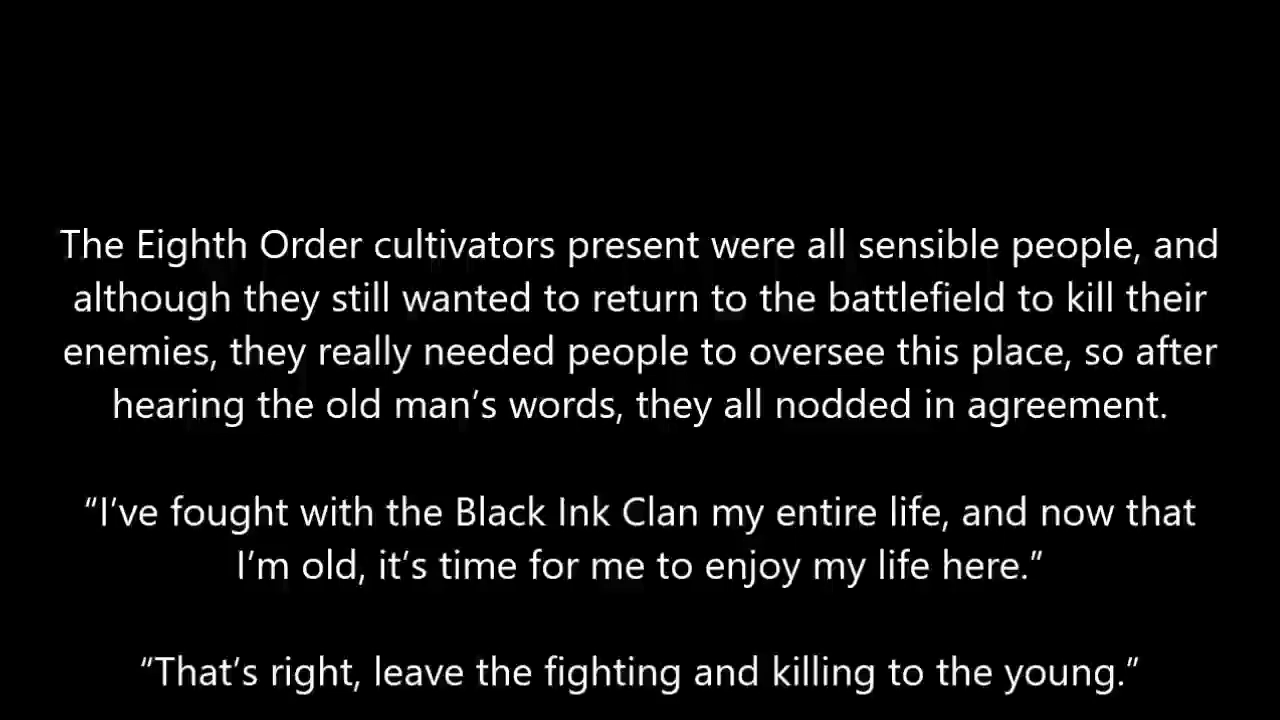 The Eighth Order cultivators present were all sensible people, and
although they still wanted to return to the battlefield to kill their
enemies, they really needed people to oversee this place, so after
hearing the old man’s words, they all nodded in agreement.
“I’ve fought with the Black Ink Clan my entire life, and now that
I’m old, it’s time for me to enjoy my life here.”
“That’s right, leave the fighting and killing to the young.”